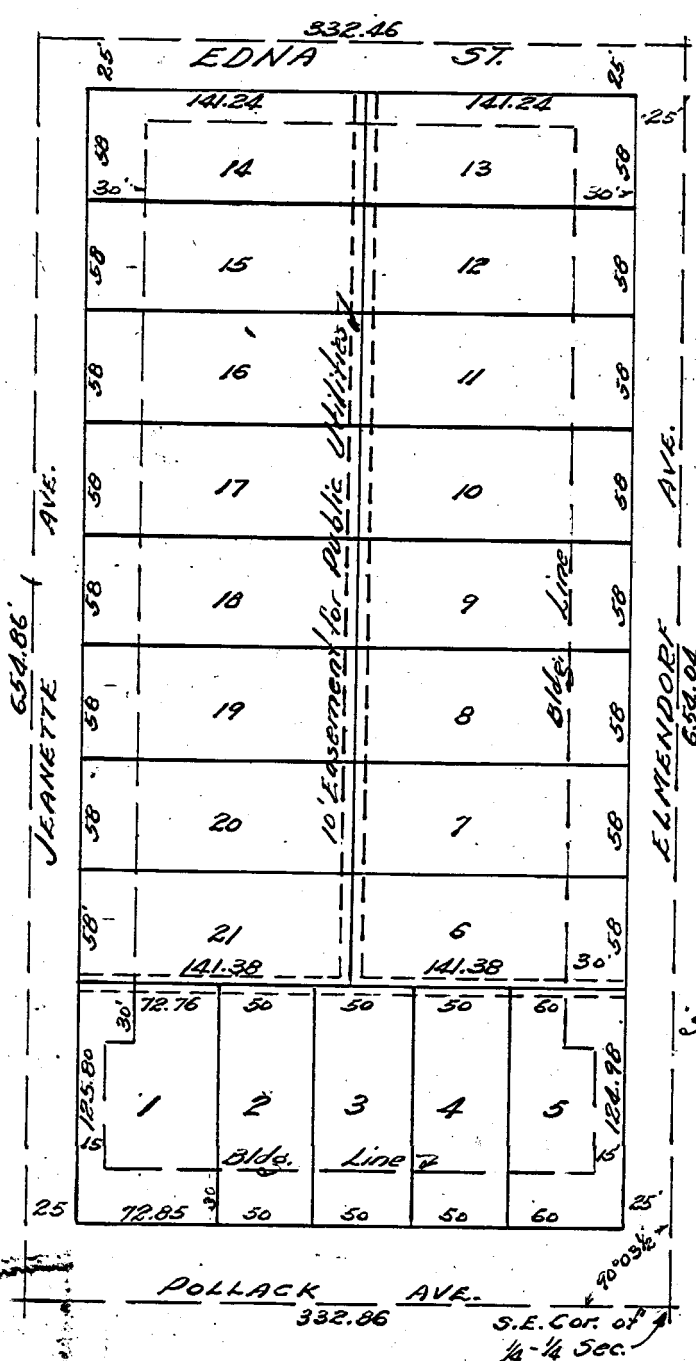 332.46
EDNA ST.
25' 25'
141.24 141.24 25'
58 14 13 58
30' 30'
58 15 12 58
58 16 11 58
58 17 10 58
58 18 9 58
58 19 8 58
58 20 7 58
58' 21 6 58
141.38 141.38 30'
10' Easement for Public Utilities
Bldg. Line
JEANETTE AVE.
654.86'
ELMENDORF AVE.
654.04
72.76 50 50 50 60
30'
125.80 1 2 3 4 5 124.98
15 15
Bldg. Line
30
25 72.85 50 50 50 60 25'
POLLACK AVE.
332.86
90°03½'
S.E. Cor. of
¼-¼ Sec.